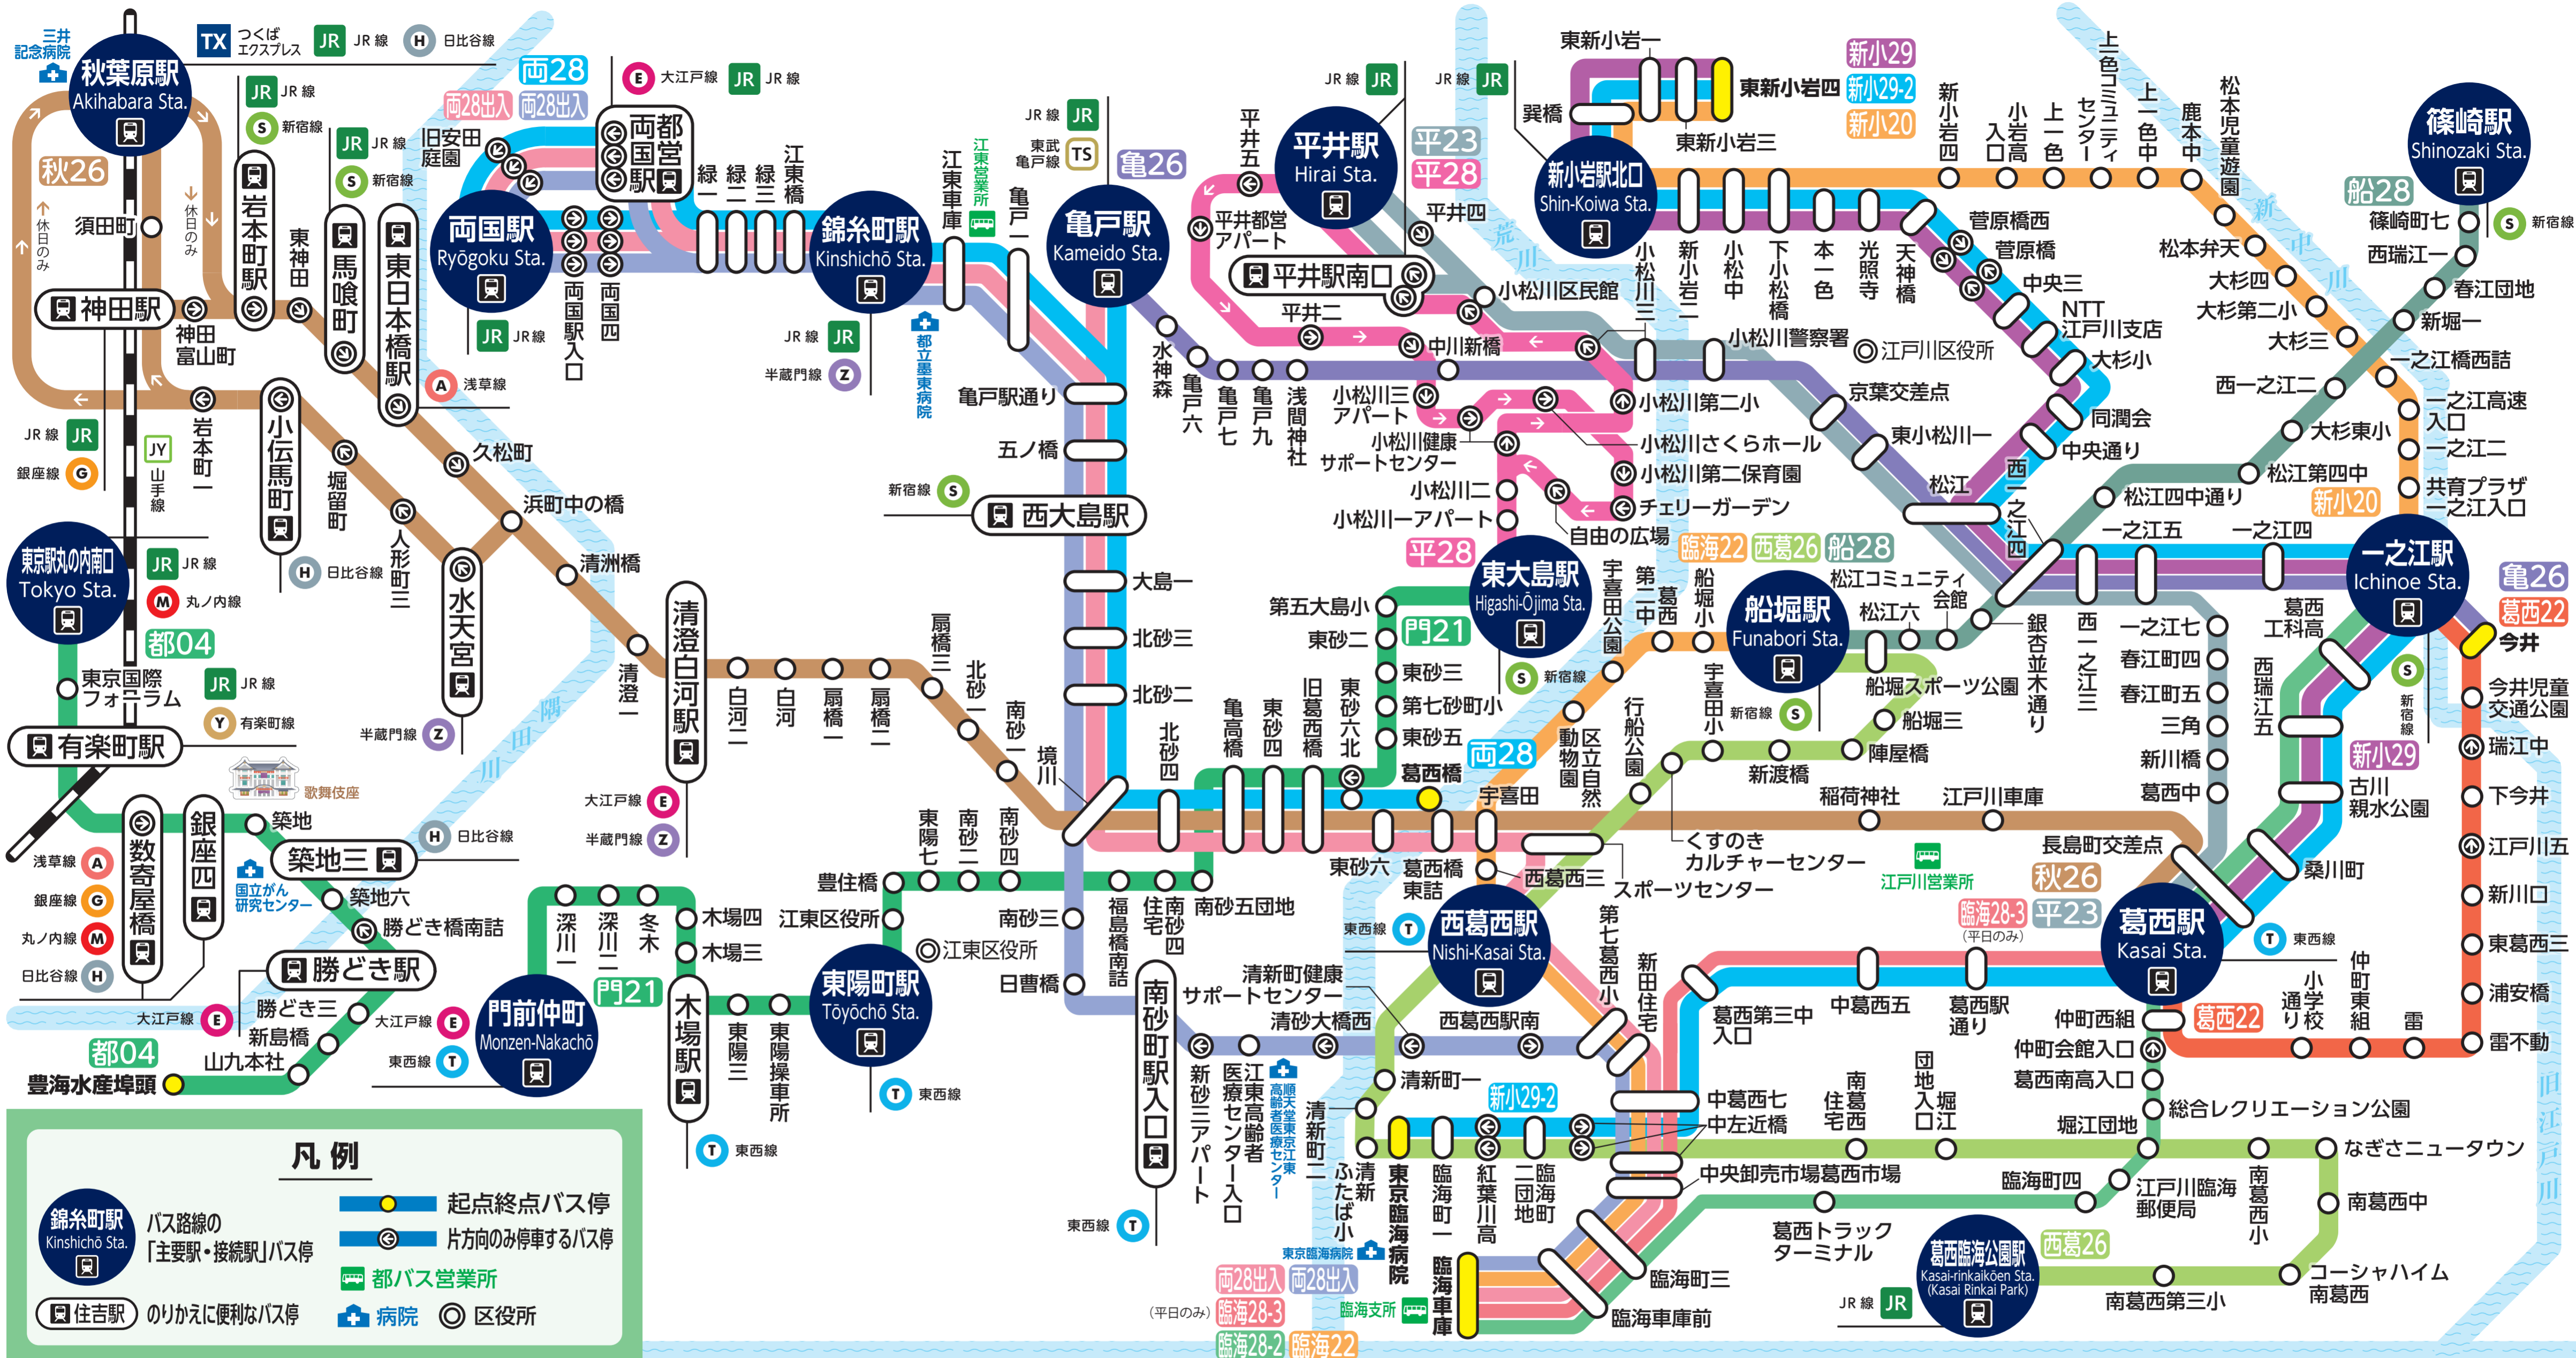 三井
記念病院
秋葉原駅
Akihabara Sta.
TX
つくば
エクスプレス
JR
JR線
H
日比谷線
秋26
休日のみ
休日のみ
須田町
JR
JR線
S
新宿線
岩本町駅
東神田
JR
JR線
S
新宿線
馬喰町
東日本橋駅
A
浅草線
神田駅
神田
富山町
JR線
JR
銀座線
G
JY
山手線
岩本町一
小伝馬町
H
日比谷線
堀留町
人形町三
水天宮
半蔵門線
Z
久松町
浜町中の橋
清洲橋
清澄一
両28
両28出入
両28出入
旧安田
庭園
E
大江戸線
JR
JR線
都営
両国駅
両国駅
Ryōgoku Sta.
JR
JR線
両国駅入口
両国四
緑一
緑二
緑三
江東橋
錦糸町駅
Kinshichō Sta.
JR線
JR
半蔵門線
Z
都立墨東病院
江東車庫
江東営業所
亀戸一
JR線
JR
東武
亀戸線
TS
亀26
亀戸駅
Kameido Sta.
亀戸駅通り
五ノ橋
新宿線
S
西大島駅
大島一
北砂三
北砂二
水神森
亀戸六
亀戸七
亀戸九
浅間神社
JR線
JR
平井駅
Hirai Sta.
平23
平28
平井五
平井四
平井都営
アパート
平井駅南口
平井二
中川新橋
小松川区民館
小松川三
小松川三
アパート
小松川健康
サポートセンター
小松川第二小
小松川さくらホール
小松川第二保育園
チェリーガーデン
自由の広場
小松川二
小松川一アパート
平28
東大島駅
Higashi-Ōjima Sta.
S
新宿線
荒川
JR線
JR
新小岩駅北口
Shin-Koiwa Sta.
巽橋
東新小岩一
東新小岩三
東新小岩四
新小29
新小29-2
新小20
新小岩二
小松中
下小松橋
本一色
光照寺
天神橋
菅原橋西
菅原橋
中央三
NTT
江戸川支店
大杉小
同潤会
中央通り
小松川警察署
江戸川区役所
京葉交差点
東小松川一
松江
西一之江四
新小岩四
小岩高
入口
上一色
上一色コミュニティ
センター
上一色中
鹿本中
松本児童遊園
松本弁天
大杉四
大杉第二小
大杉三
一之江橋西詰
一之江高速
入口
一之江二
共育プラザ
一之江入口
新小20
新中川
篠崎駅
Shinozaki Sta.
船28
S
新宿線
篠崎町七
西瑞江一
春江団地
新堀一
西一之江二
大杉東小
松江第四中
松江四中通り
一之江五
一之江四
一之江駅
Ichinoe Sta.
亀26
葛西22
今井
S
新宿線
西一之江三
銀杏並木通り
松江コミュニティ
会館
松江六
臨海22
西葛26
船28
船堀駅
Funabori Sta.
新宿線
S
船堀スポーツ公園
船堀三
陣屋橋
新渡橋
宇喜田小
船堀小
葛西
第二中
宇喜田公園
区立自然
動物園
行船公園
宇喜田
くすのき
カルチャーセンター
スポーツセンター
一之江七
春江町四
春江町五
三角
新川橋
葛西中
葛西
工科高
西瑞江五
新小29
古川
親水公園
桑川町
今井児童
交通公園
瑞江中
下今井
江戸川五
新川口
東葛西三
浦安橋
雷不動
雷
仲町東組
小学校
通り
葛西22
旧江戸川
東京駅丸の内南口
Tokyo Sta.
JR
JR線
M
丸ノ内線
都04
東京国際
フォーラム
JR
JR線
Y
有楽町線
有楽町駅
歌舞伎座
浅草線
A
銀座線
G
丸ノ内線
M
日比谷線
H
数寄屋橋
銀座四
築地
築地三
H
日比谷線
国立がん
研究センター
築地六
勝どき橋南詰
勝どき駅
大江戸線
E
勝どき三
新島橋
山九本社
都04
豊海水産埠頭
隅田川
清澄白河駅
大江戸線
E
半蔵門線
Z
白河二
白河
扇橋一
扇橋二
扇橋三
北砂一
南砂一
境川
北砂四
亀高橋
東砂四
旧葛西橋
東砂六北
第五大島小
東砂二
門21
東砂三
第七砂町小
東砂五
両28
葛西橋
東砂六
葛西橋
東詰
西葛西三
稲荷神社
江戸川車庫
江戸川営業所
長島町交差点
秋26
臨海28-3
(平日のみ)
平23
葛西駅
Kasai Sta.
T
東西線
門前仲町
Monzen-Nakachō
大江戸線
E
東西線
T
深川一
深川二
冬木
木場四
木場三
門21
木場駅
T
東西線
東陽三
東陽操車所
東陽町駅
Tōyōchō Sta.
T
東西線
豊住橋
江東区役所
江東区役所
東陽七
南砂二
南砂四
南砂三
日曹橋
福島橋南詰
南砂四
住宅
南砂五団地
南砂町駅入口
東西線
T
新砂三アパート
江東高齢者
医療センター入口
順天堂東京江東
高齢者医療センター
清砂大橋西
清新町健康
サポートセンター
西葛西駅南
東西線
T
西葛西駅
Nishi-Kasai Sta.
第七葛西小
新田住宅
葛西第三中
入口
中葛西五
葛西駅
通り
仲町西組
仲町会館入口
葛西南高入口
総合レクリエーション公園
堀江団地
清新町一
清新町二
清新
ふたば小
新小29-2
東京臨海病院
東京臨海病院
臨海町一
紅葉川高
臨海町
二団地
中葛西七
中左近橋
中央卸売市場葛西市場
南葛西
住宅
堀江
団地入口
南葛西小
なぎさニュータウン
南葛西中
コーシャハイム
南葛西
南葛西第三小
葛西臨海公園駅
Kasai-rinkaikōen Sta.
(Kasai Rinkai Park)
西葛26
JR線
JR
江戸川臨海
郵便局
臨海町四
葛西トラック
ターミナル
臨海町三
臨海車庫前
臨海車庫
臨海支所
両28出入
両28出入
(平日のみ)
臨海28-3
臨海28-2
臨海22
凡例
錦糸町駅
Kinshichō Sta.
バス路線の
「主要駅・接続駅」バス停
住吉駅
のりかえに便利なバス停
起点終点バス停
片方向のみ停車するバス停
都バス営業所
病院
区役所